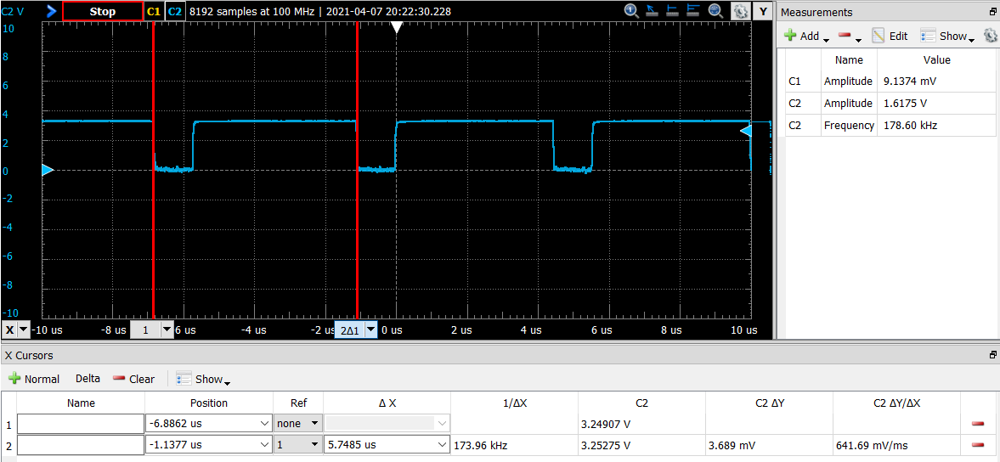 C2 V Stop C1 C2 8192 samples at 100 MHz | 2021-04-07 20:22:30.228 Y
10
8
6
4
2
0
-2
-4
-6
-8
-10
X -10 us -8 us 1 6 us -4 us -2 us 2Δ1 0 us 2 us 4 us 6 us 8 us 10 us
Measurements
Add Edit Show
Name Value
C1 Amplitude 9.1374 mV
C2 Amplitude 1.6175 V
C2 Frequency 178.60 kHz
X Cursors
Normal Delta Clear Show
Name Position Ref Δ X 1/ΔX C2 C2 ΔY C2 ΔY/ΔX
1 -6.8862 us none 3.24907 V
2 -1.1377 us 1 5.7485 us 173.96 kHz 3.25275 V 3.689 mV 641.69 mV/ms